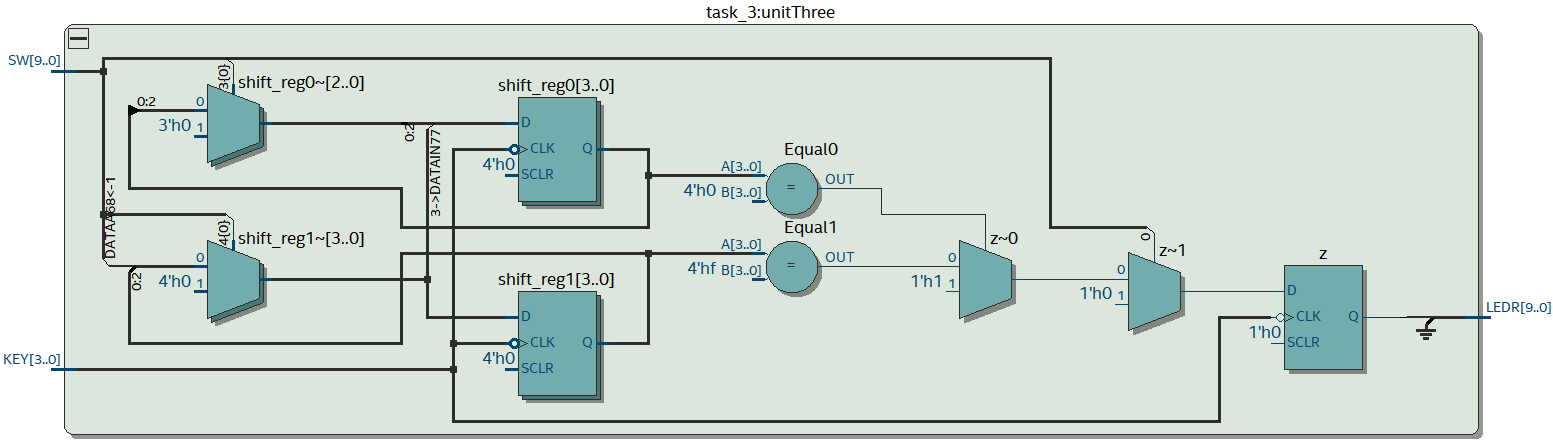 task_3:unitThree
SW[9..0]
3{0}
shift_reg0~[2..0]
0:2
0
3'h0
1
shift_reg0[3..0]
D
0:2
CLK
Q
4'h0
SCLR
3->DATAIN77
DATAA68<-1
4{0}
shift_reg1~[3..0]
0
0:2
4'h0
1
shift_reg1[3..0]
D
CLK
Q
4'h0
SCLR
KEY[3..0]
Equal0
A[3..0]
=
OUT
4'h0
B[3..0]
Equal1
A[3..0]
=
OUT
4'hf
B[3..0]
z~0
0
1'h1
1
0
z~1
0
1'h0
1
z
D
CLK
Q
1'h0
SCLR
LEDR[9..0]